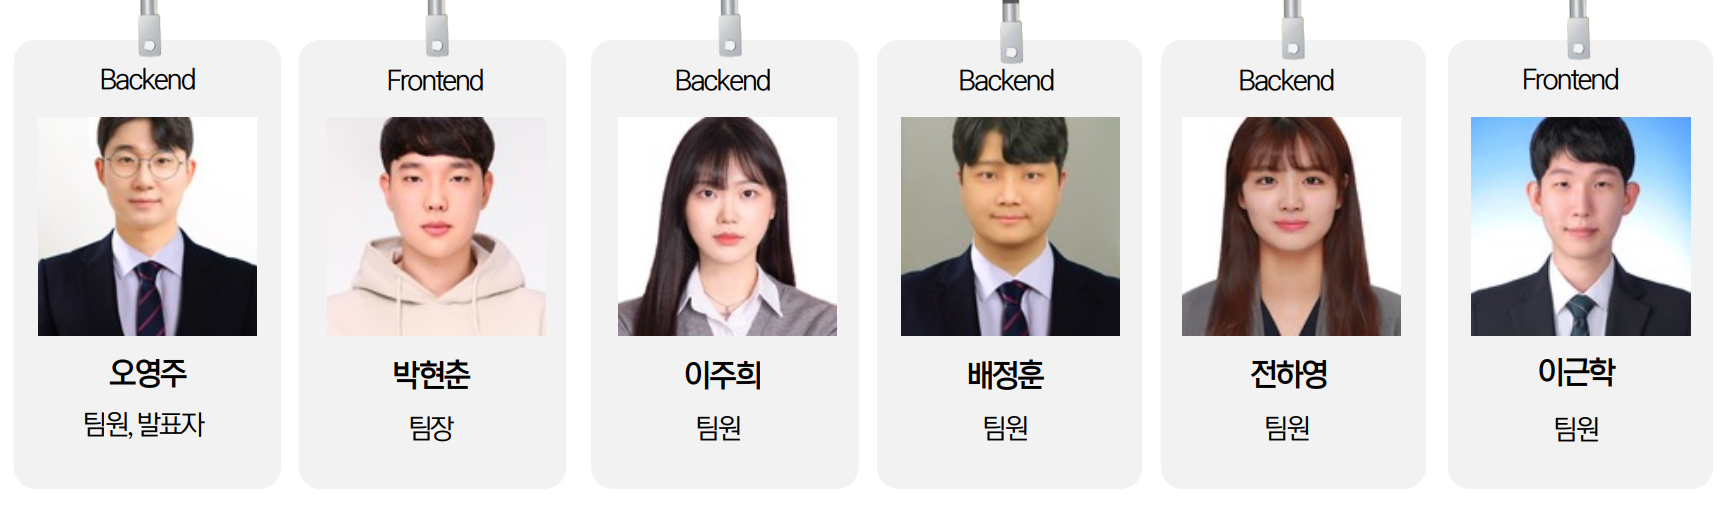 Backend
오영주
팀원, 발표자
Frontend
박현춘
팀장
Backend
이주희
팀원
Backend
배정훈
팀원
Backend
전하영
팀원
Frontend
이근학
팀원